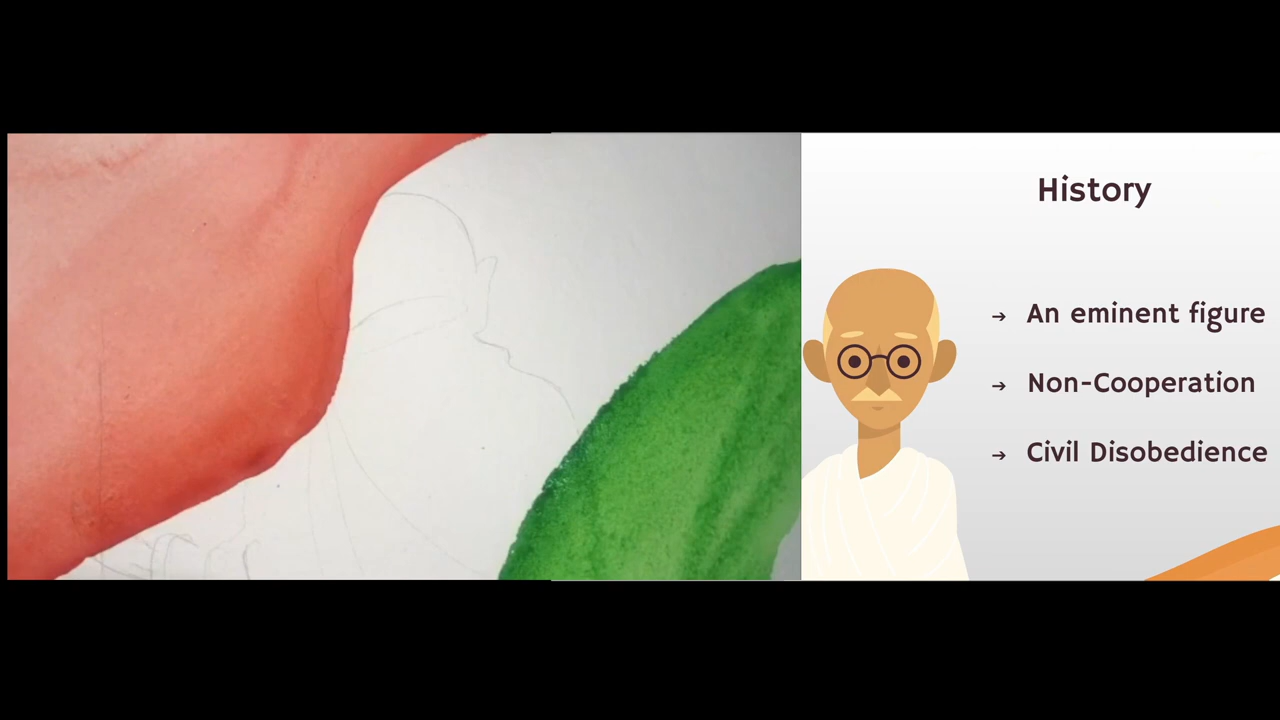 History
→ An eminent figure
→ Non-Cooperation
→ Civil Disobedience